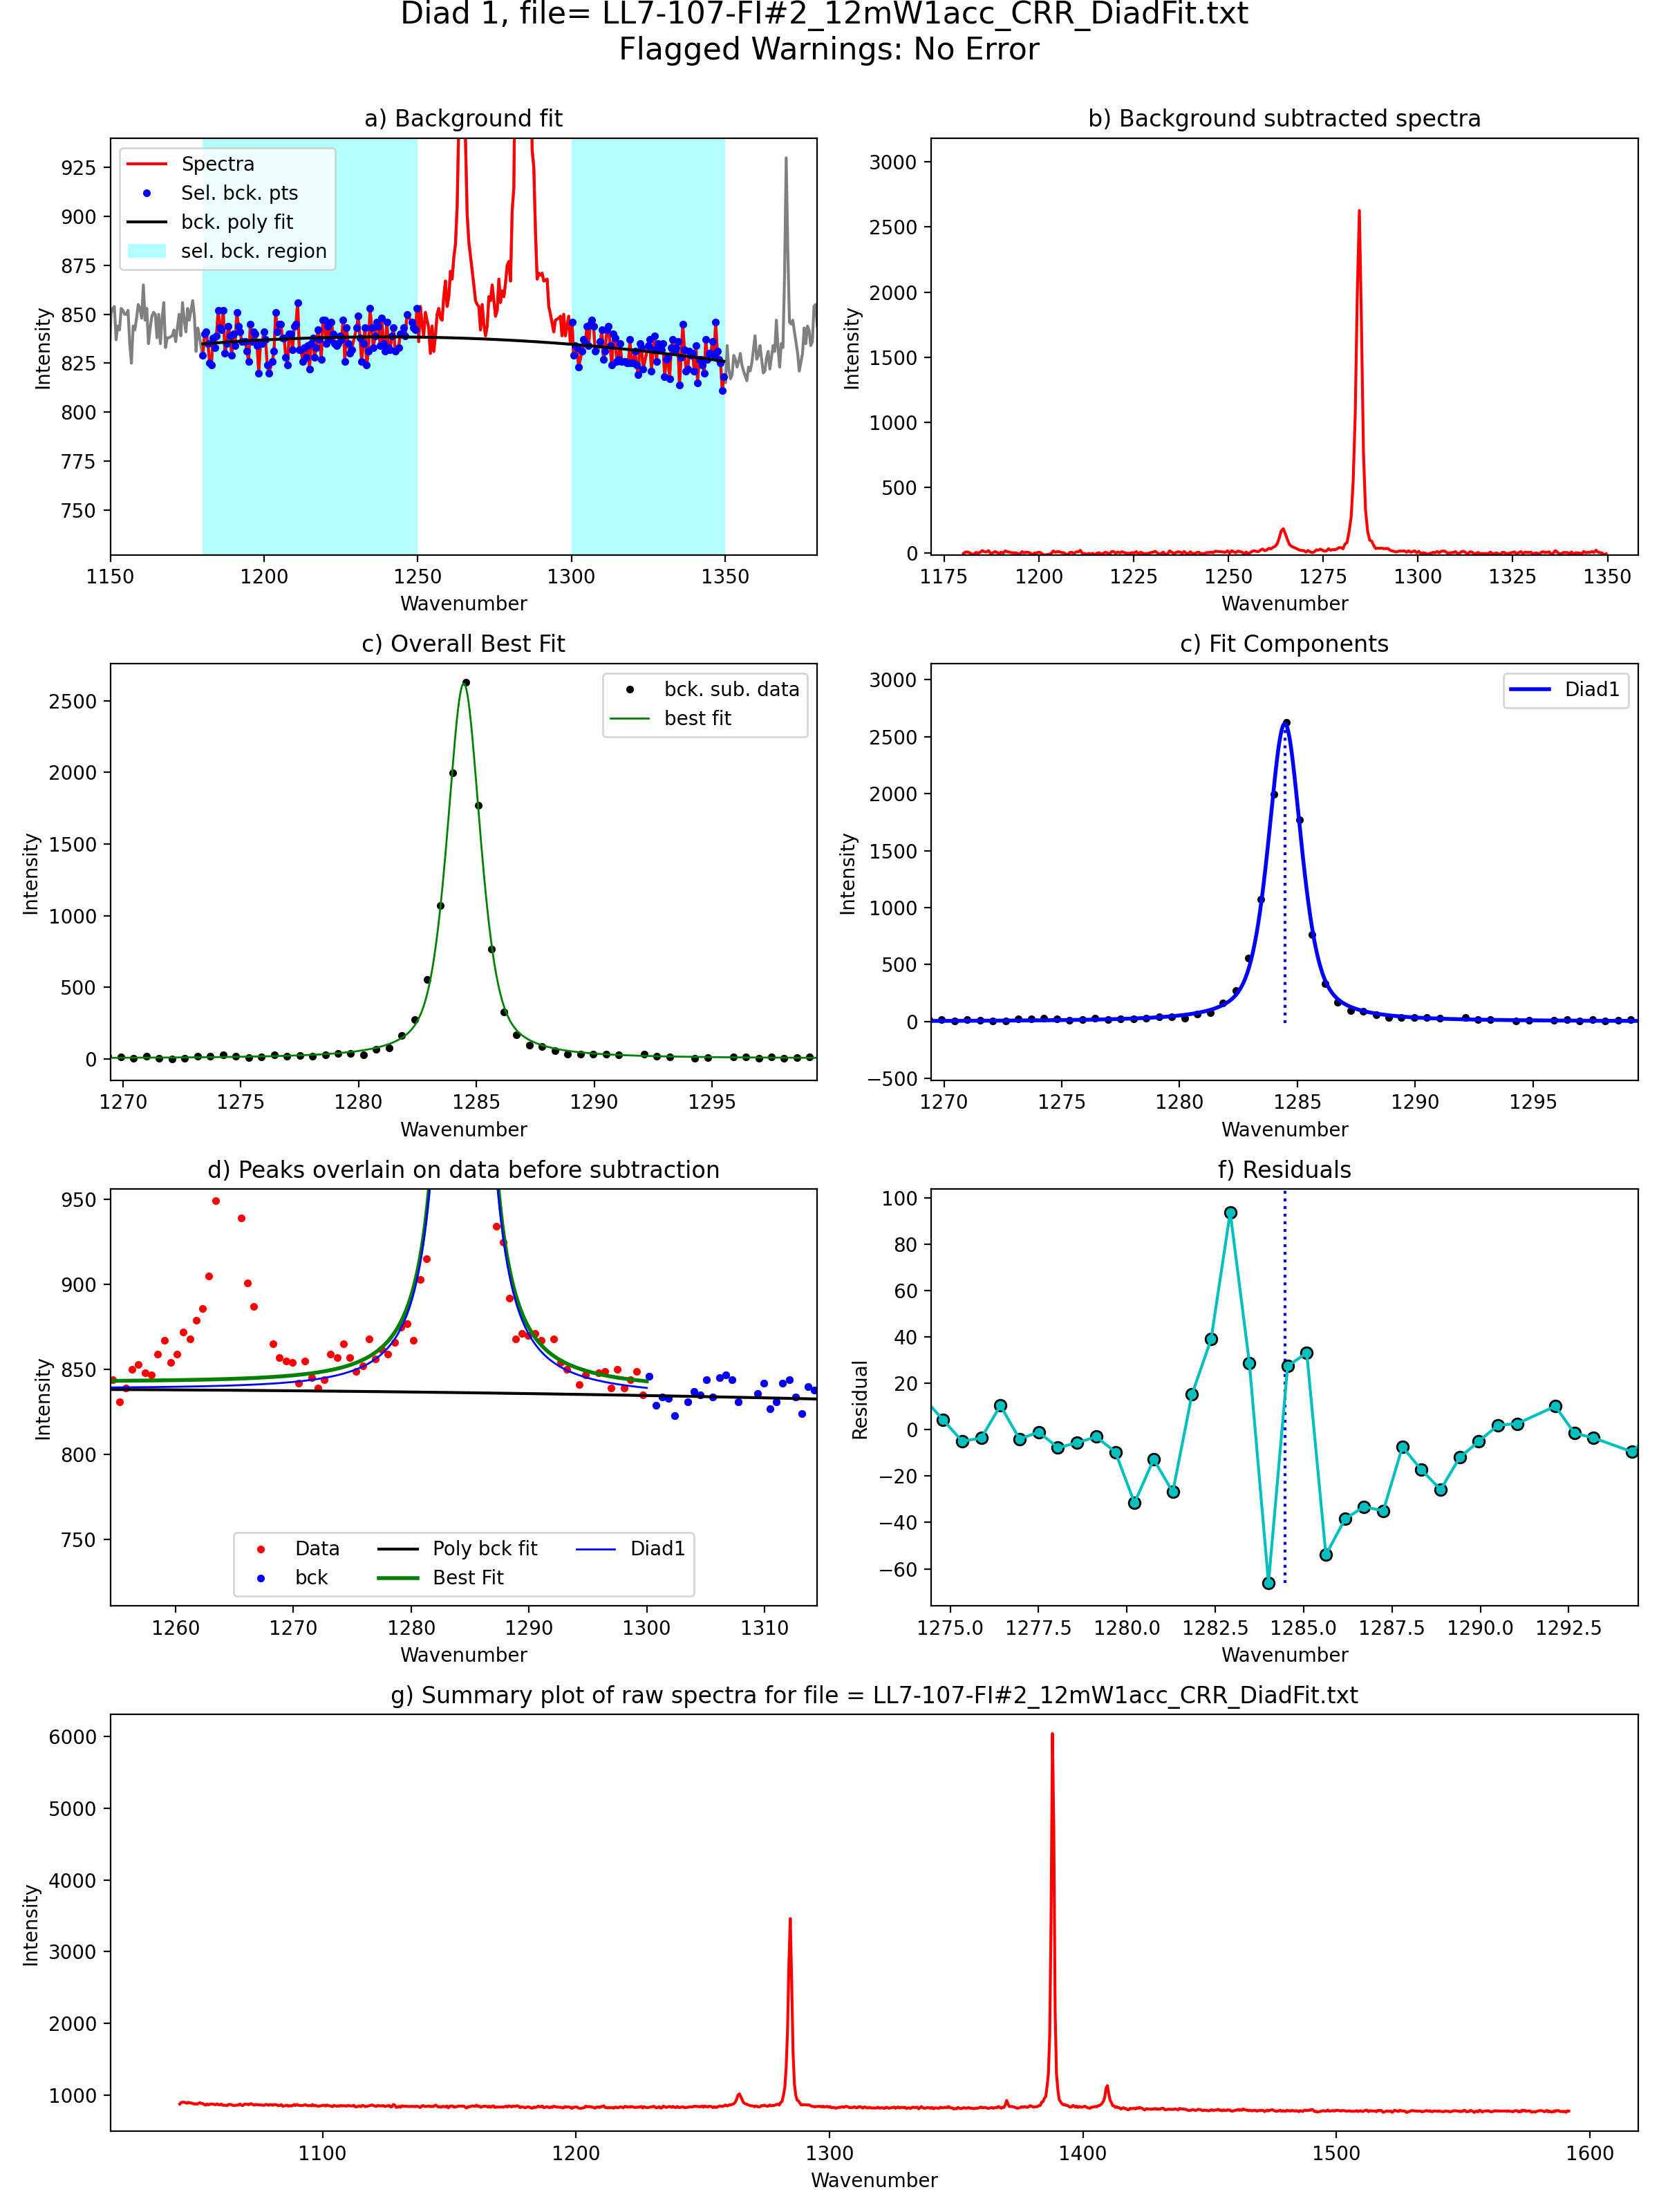 Diad 1, file= LL7-107-FI#2_12mW1acc_CRR_DiadFit.txt
Flagged Warnings: No Error
a) Background fit
Intensity
925
900
875
850
825
800
775
750
Spectra
Sel. bck. pts
bck. poly fit
sel. bck. region
1150 1200 1250 1300 1350
Wavenumber
b) Background subtracted spectra
Intensity
3000
2500
2000
1500
1000
500
0
1175 1200 1225 1250 1275 1300 1325 1350
Wavenumber
c) Overall Best Fit
Intensity
2500
2000
1500
1000
500
0
bck. sub. data
best fit
1270 1275 1280 1285 1290 1295
Wavenumber
c) Fit Components
Intensity
3000
2500
2000
1500
1000
500
0
−500
Diad1
1270 1275 1280 1285 1290 1295
Wavenumber
d) Peaks overlain on data before subtraction
Intensity
950
900
850
800
750
Data
bck
Poly bck fit
Best Fit
Diad1
1260 1270 1280 1290 1300 1310
Wavenumber
f) Residuals
Residual
100
80
60
40
20
0
−20
−40
−60
1275.0 1277.5 1280.0 1282.5 1285.0 1287.5 1290.0 1292.5
Wavenumber
g) Summary plot of raw spectra for file = LL7-107-FI#2_12mW1acc_CRR_DiadFit.txt
Intensity
6000
5000
4000
3000
2000
1000
1100 1200 1300 1400 1500 1600
Wavenumber